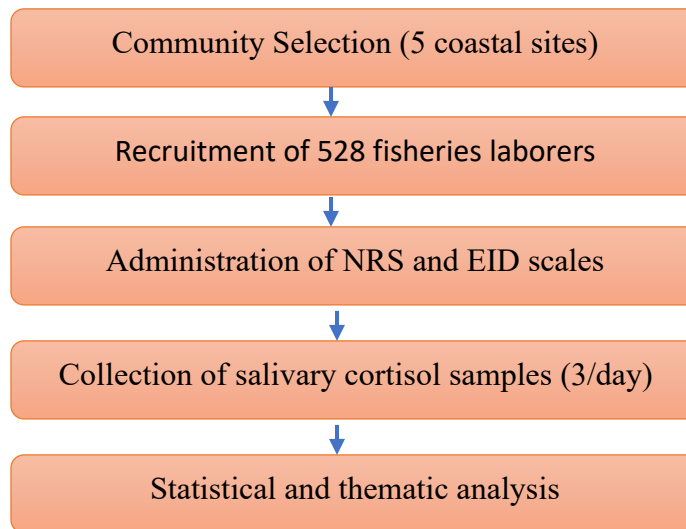 Community Selection (5 coastal sites)
Recruitment of 528 fisheries laborers
Administration of NRS and EID scales
Collection of salivary cortisol samples (3/day)
Statistical and thematic analysis